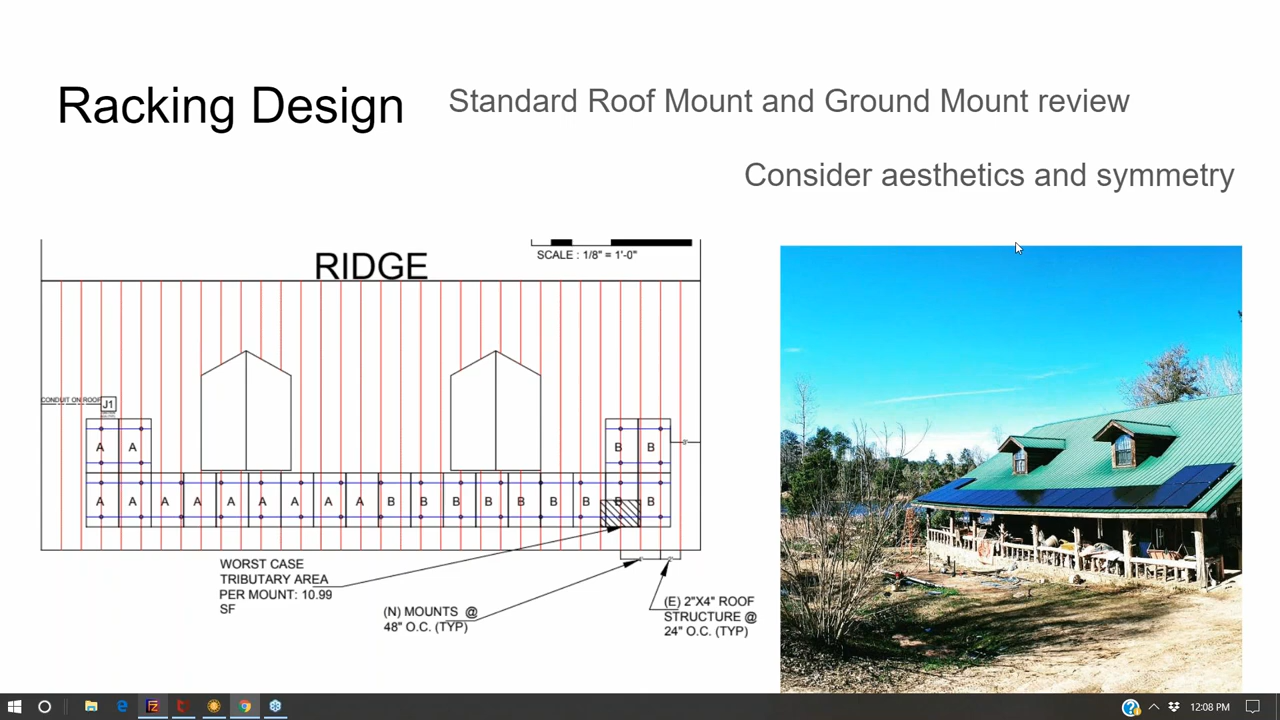 Racking Design
Standard Roof Mount and Ground Mount review
Consider aesthetics and symmetry
SCALE : 1/8" = 1'-0"
RIDGE
CONDUIT ON ROOF
J1
A A B B
A A A A A A A A A B B B B B B B B B
WORST CASE
TRIBUTARY AREA
PER MOUNT: 10.99
SF
(N) MOUNTS @
48" O.C. (TYP)
(E) 2"X4" ROOF
STRUCTURE @
24" O.C. (TYP)
12:08 PM